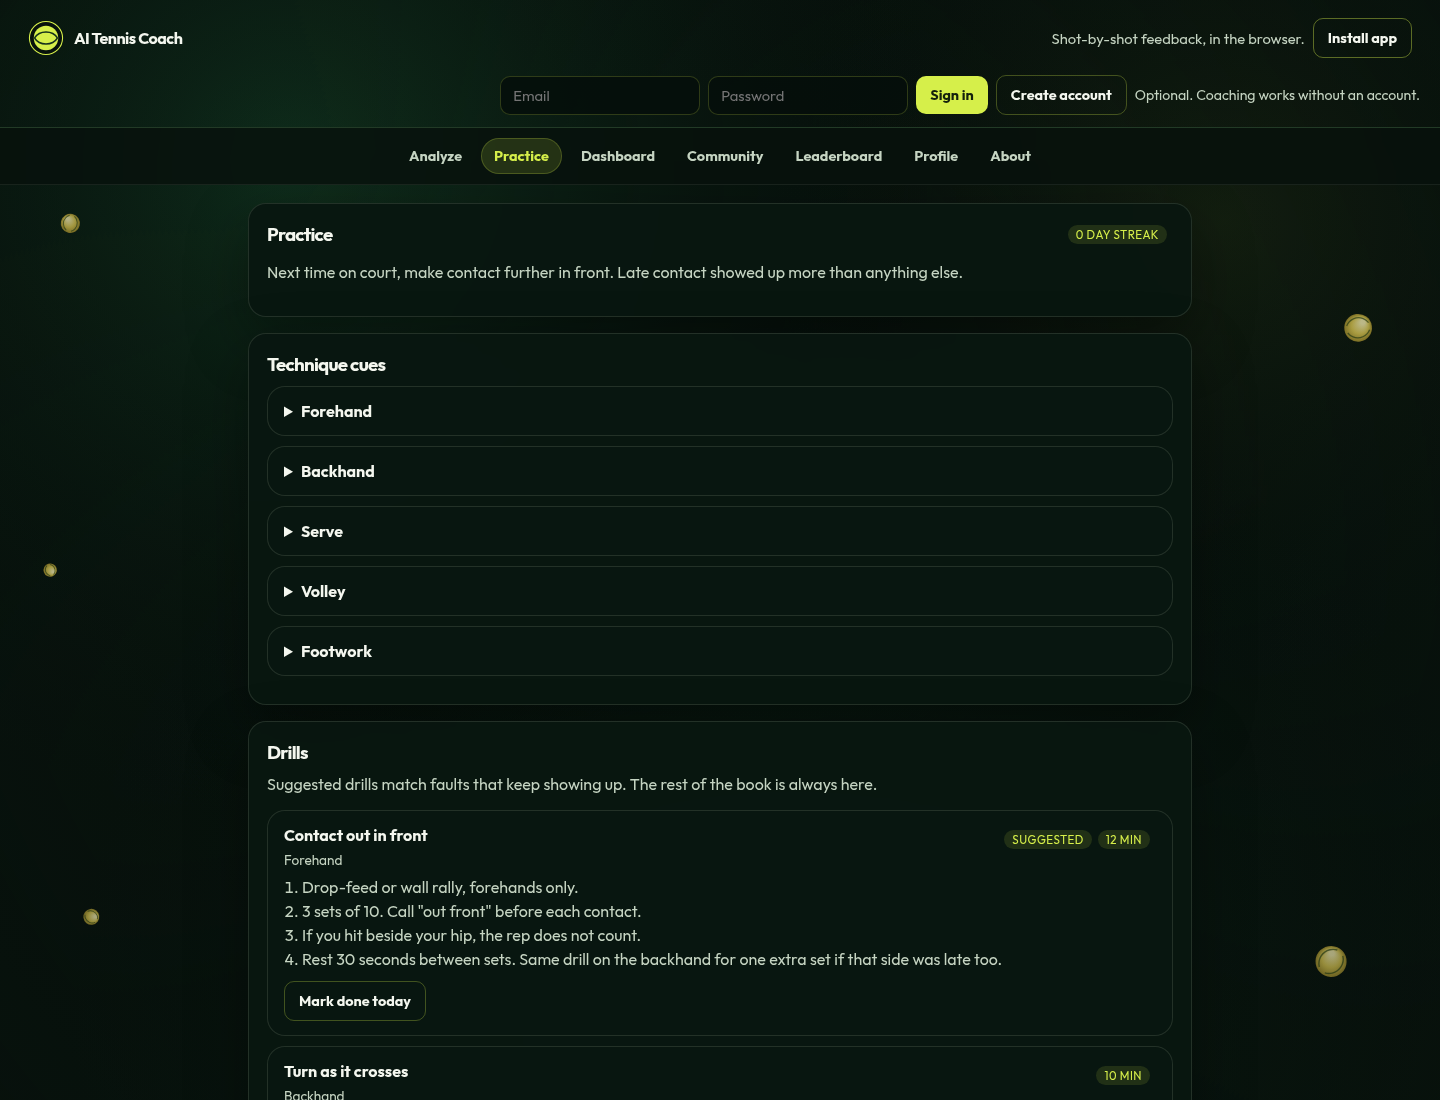 AI Tennis Coach
Shot-by-shot feedback, in the browser.
Install app
Email
Password
Sign in
Create account
Optional. Coaching works without an account.
Analyze
Practice
Dashboard
Community
Leaderboard
Profile
About
Practice
0 DAY STREAK
Next time on court, make contact further in front. Late contact showed up more than anything else.
Technique cues
Forehand
Backhand
Serve
Volley
Footwork
Drills
Suggested drills match faults that keep showing up. The rest of the book is always here.
Contact out in front
SUGGESTED
12 MIN
Forehand
1. Drop-feed or wall rally, forehands only.
2. 3 sets of 10. Call "out front" before each contact.
3. If you hit beside your hip, the rep does not count.
4. Rest 30 seconds between sets. Same drill on the backhand for one extra set if that side was late too.
Mark done today
Turn as it crosses
10 MIN
Backhand